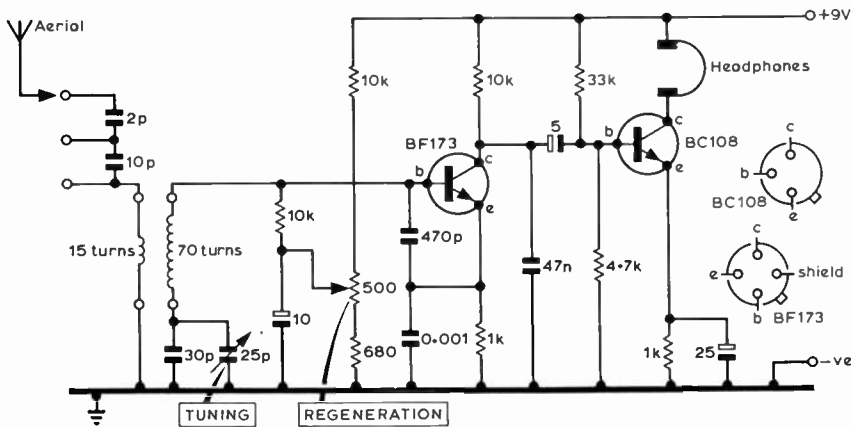 Aerial
2p
10p
15 turns
70 turns
30p
25p
TUNING
10k
10
10k
500
680
REGENERATION
BF173
b
c
e
470p
0.001
1k
10k
47n
5
33k
4.7k
b
c
e
BC108
1k
25
Headphones
+9V
-ve
c
b
e
BC108
c
e
shield
b
BF173